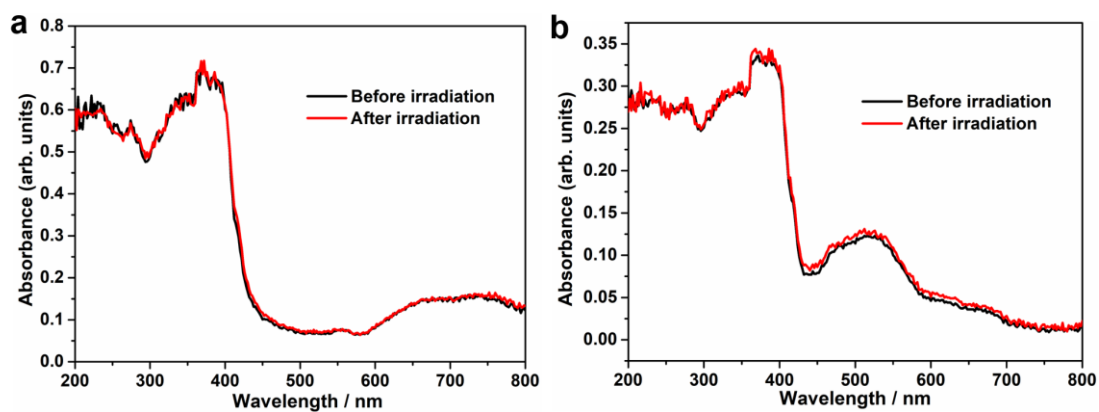 a
0.8
0.7
0.6
0.5
0.4
0.3
0.2
0.1
0.0
Absorbance (arb. units)
Before irradiation
After irradiation
200 300 400 500 600 700 800
Wavelength / nm
b
0.35
0.30
0.25
0.20
0.15
0.10
0.05
0.00
Absorbance (arb. units)
Before irradiation
After irradiation
200 300 400 500 600 700 800
Wavelength / nm